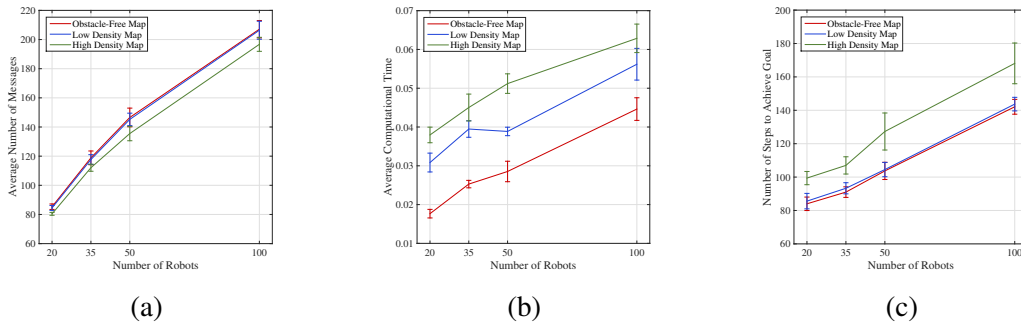 Average Number of Messages
220
200
180
160
140
120
100
80
60
20
35
50
100
Number of Robots
Obstacle-Free Map
Low Density Map
High Density Map
(a)
Average Computational Time
0.07
0.06
0.05
0.04
0.03
0.02
0.01
20
35
50
100
Number of Robots
Obstacle-Free Map
Low Density Map
High Density Map
(b)
Number of Steps to Achieve Goal
200
180
160
140
120
100
80
60
20
35
50
100
Number of Robots
Obstacle-Free Map
Low Density Map
High Density Map
(c)